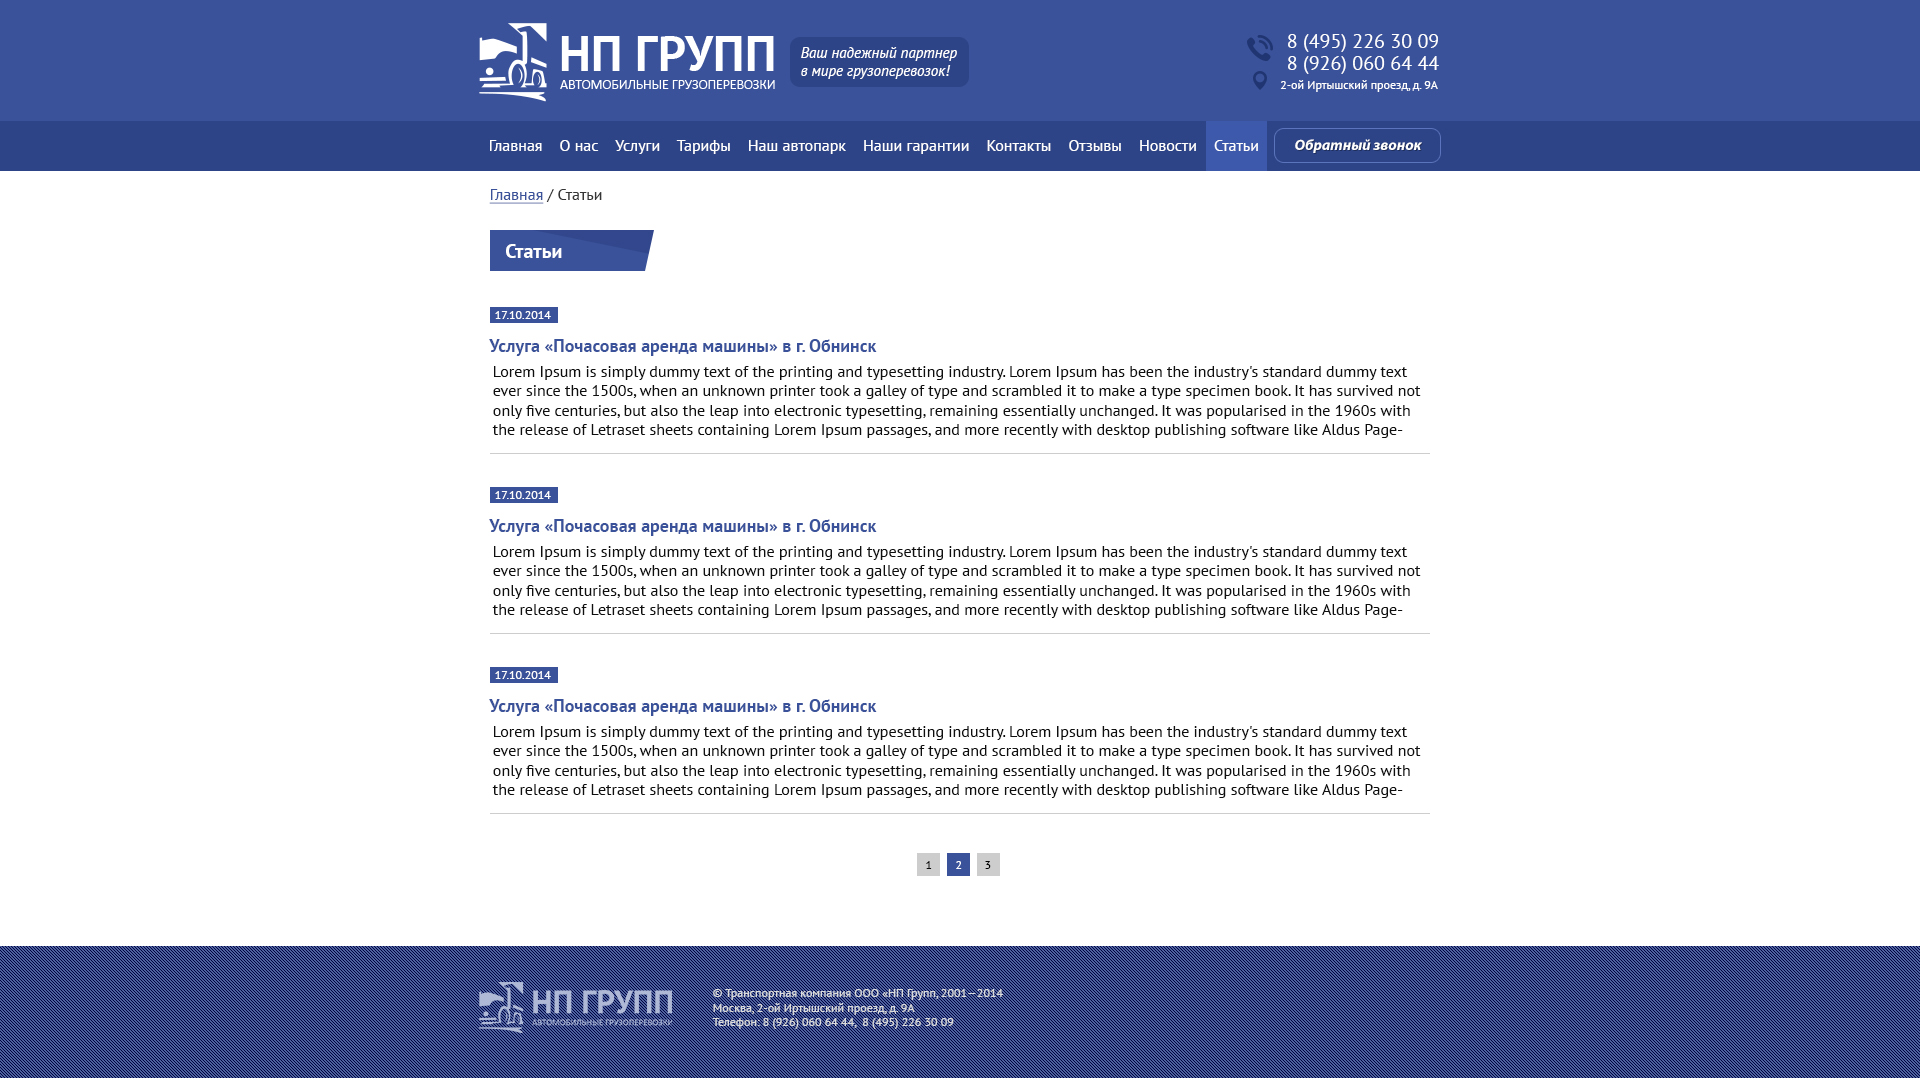 НП ГРУПП
АВТОМОБИЛЬНЫЕ ГРУЗОПЕРЕВОЗКИ
Ваш надежный партнер
в мире грузоперевозок!
8 (495) 226 30 09
8 (926) 060 64 44
2-ой Иртышский проезд, д. 9А
Главная О нас Услуги Тарифы Наш автопарк Наши гарантии Контакты Отзывы Новости Статьи Обратный звонок
Главная / Статьи
Статьи
17.10.2014
Услуга «Почасовая аренда машины» в г. Обнинск
Lorem Ipsum is simply dummy text of the printing and typesetting industry. Lorem Ipsum has been the industry's standard dummy text
ever since the 1500s, when an unknown printer took a galley of type and scrambled it to make a type specimen book. It has survived not
only five centuries, but also the leap into electronic typesetting, remaining essentially unchanged. It was popularised in the 1960s with
the release of Letraset sheets containing Lorem Ipsum passages, and more recently with desktop publishing software like Aldus Page-
17.10.2014
Услуга «Почасовая аренда машины» в г. Обнинск
Lorem Ipsum is simply dummy text of the printing and typesetting industry. Lorem Ipsum has been the industry's standard dummy text
ever since the 1500s, when an unknown printer took a galley of type and scrambled it to make a type specimen book. It has survived not
only five centuries, but also the leap into electronic typesetting, remaining essentially unchanged. It was popularised in the 1960s with
the release of Letraset sheets containing Lorem Ipsum passages, and more recently with desktop publishing software like Aldus Page-
17.10.2014
Услуга «Почасовая аренда машины» в г. Обнинск
Lorem Ipsum is simply dummy text of the printing and typesetting industry. Lorem Ipsum has been the industry's standard dummy text
ever since the 1500s, when an unknown printer took a galley of type and scrambled it to make a type specimen book. It has survived not
only five centuries, but also the leap into electronic typesetting, remaining essentially unchanged. It was popularised in the 1960s with
the release of Letraset sheets containing Lorem Ipsum passages, and more recently with desktop publishing software like Aldus Page-
1 2 3
НП ГРУПП
АВТОМОБИЛЬНЫЕ ГРУЗОПЕРЕВОЗКИ
© Транспортная компания ООО «НП Групп, 2001—2014
Москва, 2-ой Иртышский проезд, д. 9А
Телефон: 8 (926) 060 64 44, 8 (495) 226 30 09